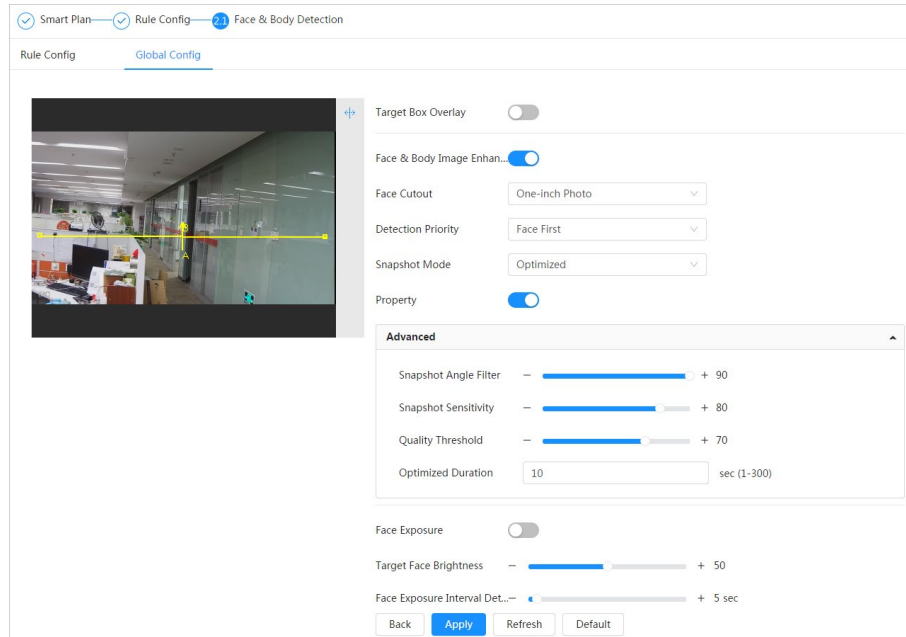 Smart Plan Rule Config 2.1 Face & Body Detection
Rule Config Global Config
Target Box Overlay
Face & Body Image Enhan...
Face Cutout One-inch Photo
Detection Priority Face First
Snapshot Mode Optimized
Property
Advanced
Snapshot Angle Filter − + 90
Snapshot Sensitivity − + 80
Quality Threshold − + 70
Optimized Duration 10 sec (1-300)
Face Exposure
Target Face Brightness − + 50
Face Exposure Interval Det... − + 5 sec
Back Apply Refresh Default
B
A